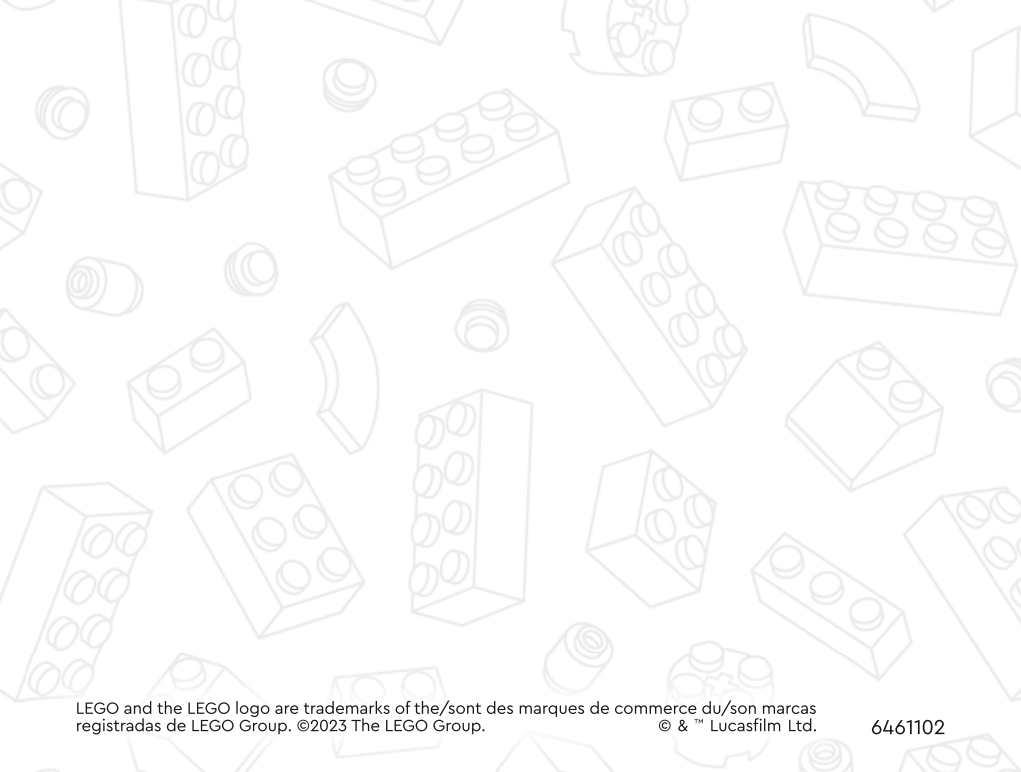 LEGO and the LEGO logo are trademarks of the/sont des marques de commerce du/son marcas
registradas de LEGO Group. ©2023 The LEGO Group. © & ™ Lucasfilm Ltd. 6461102